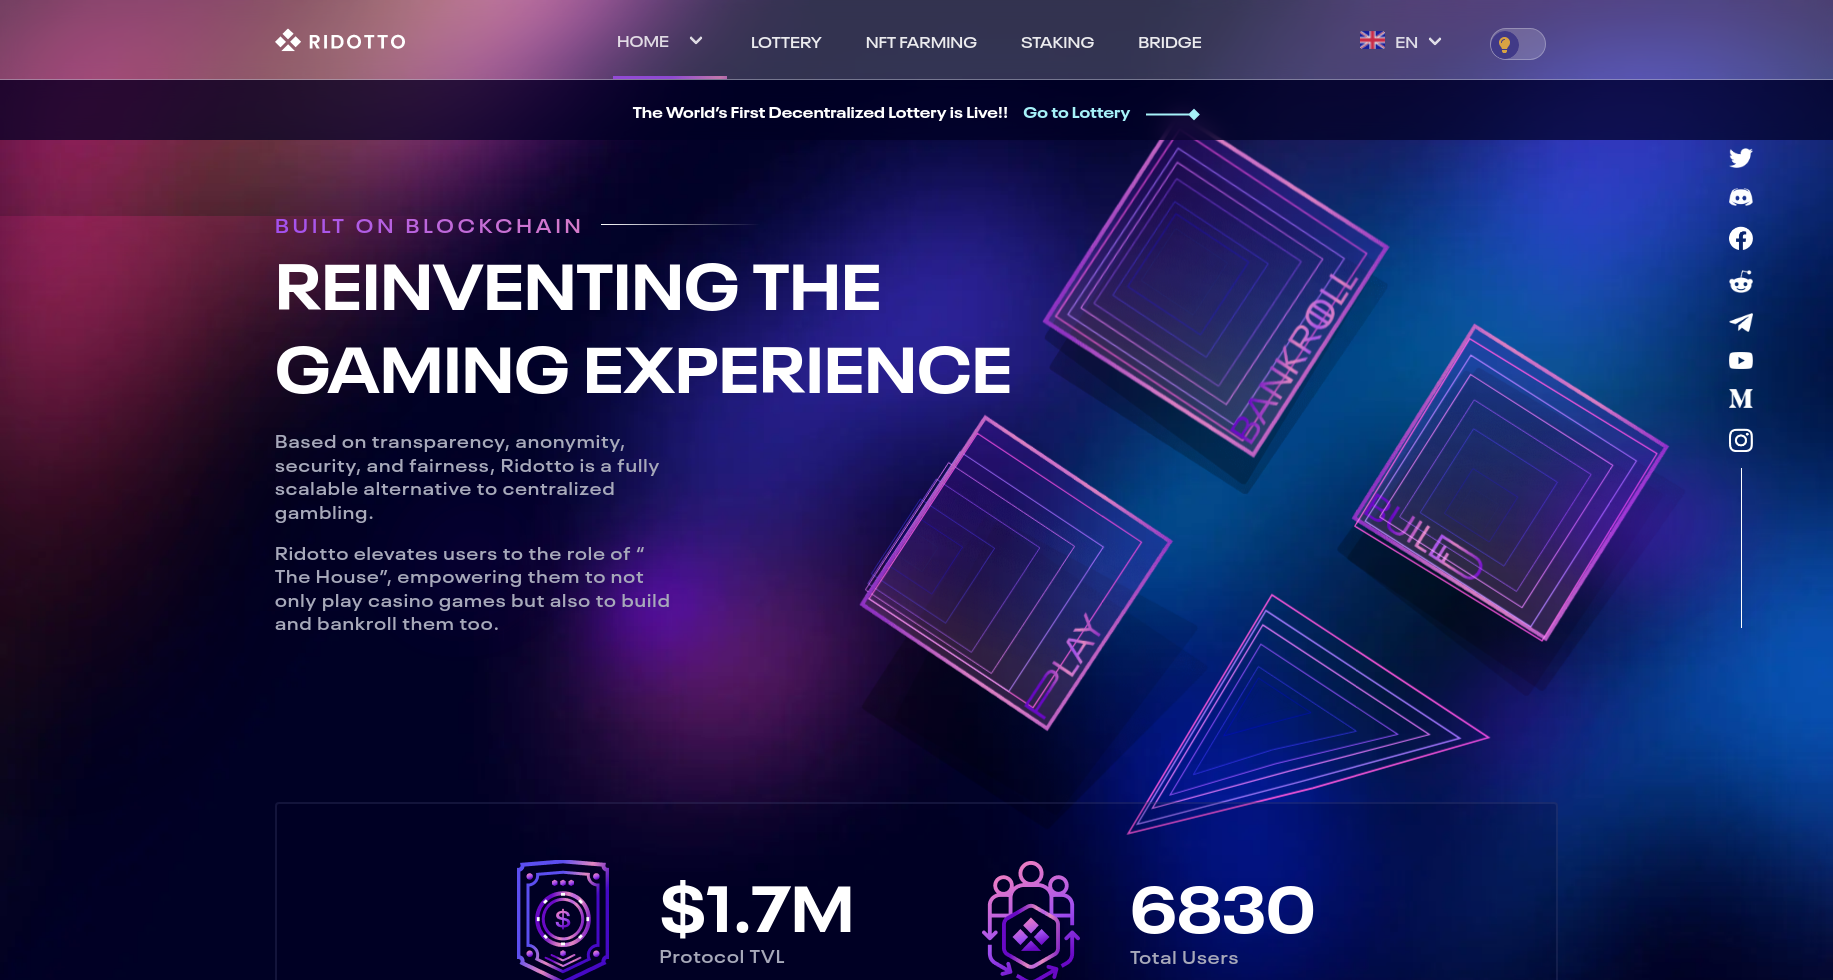 RIDOTTO
HOME
LOTTERY
NFT FARMING
STAKING
BRIDGE
EN
The World's First Decentralized Lottery is Live!! Go to Lottery
BUILT ON BLOCKCHAIN
REINVENTING THE
GAMING EXPERIENCE
Based on transparency, anonymity,
security, and fairness, Ridotto is a fully
scalable alternative to centralized
gambling.
Ridotto elevates users to the role of “
The House”, empowering them to not
only play casino games but also to build
and bankroll them too.
BANKROLL
BUILD
PLAY
$
$1.7M
Protocol TVL
6830
Total Users